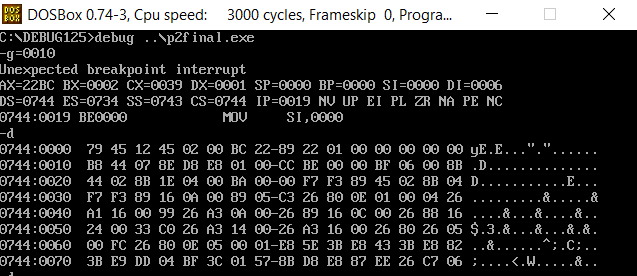 DOSBox 0.74-3, Cpu speed: 3000 cycles, Frameskip 0, Progra...
C:\DEBUG125>debug ..\p2final.exe
-g=0010
Unexpected breakpoint interrupt
AX=22BC BX=0002 CX=0039 DX=0001 SP=0000 BP=0000 SI=0000 DI=0006
DS=0744 ES=0734 SS=0743 CS=0744 IP=0019 NV UP EI PL ZR NA PE NC
0744:0019 BE0000 MOV SI,0000
-d
0744:0000 79 45 12 45 02 00 BC 22-89 22 01 00 00 00 00 00 yE.E...".".....
0744:0010 B8 44 07 8E D8 E8 01 00-CC BE 00 00 BF 06 00 8B .D..............
0744:0020 44 02 8B 1E 04 00 BA 00-00 F7 F3 89 45 02 8B 04 D...........E...
0744:0030 F7 F3 89 16 0A 00 89 05-C3 26 80 0E 01 00 04 26 .........&.....&
0744:0040 A1 16 00 99 26 A3 0A 00-26 89 16 0C 00 26 88 16 ....&...&....&..
0744:0050 24 00 33 C0 26 A3 14 00-26 A3 16 00 26 80 26 05 $.3.&...&...&.&.
0744:0060 00 FC 26 80 0E 05 00 01-E8 5E 3B E8 43 3B E8 82 ..&......^;.C;..
0744:0070 3B E9 DD 04 BF 3C 01 57-8B D8 E8 87 EE 26 C7 06 ;....<.W.....&..
-d